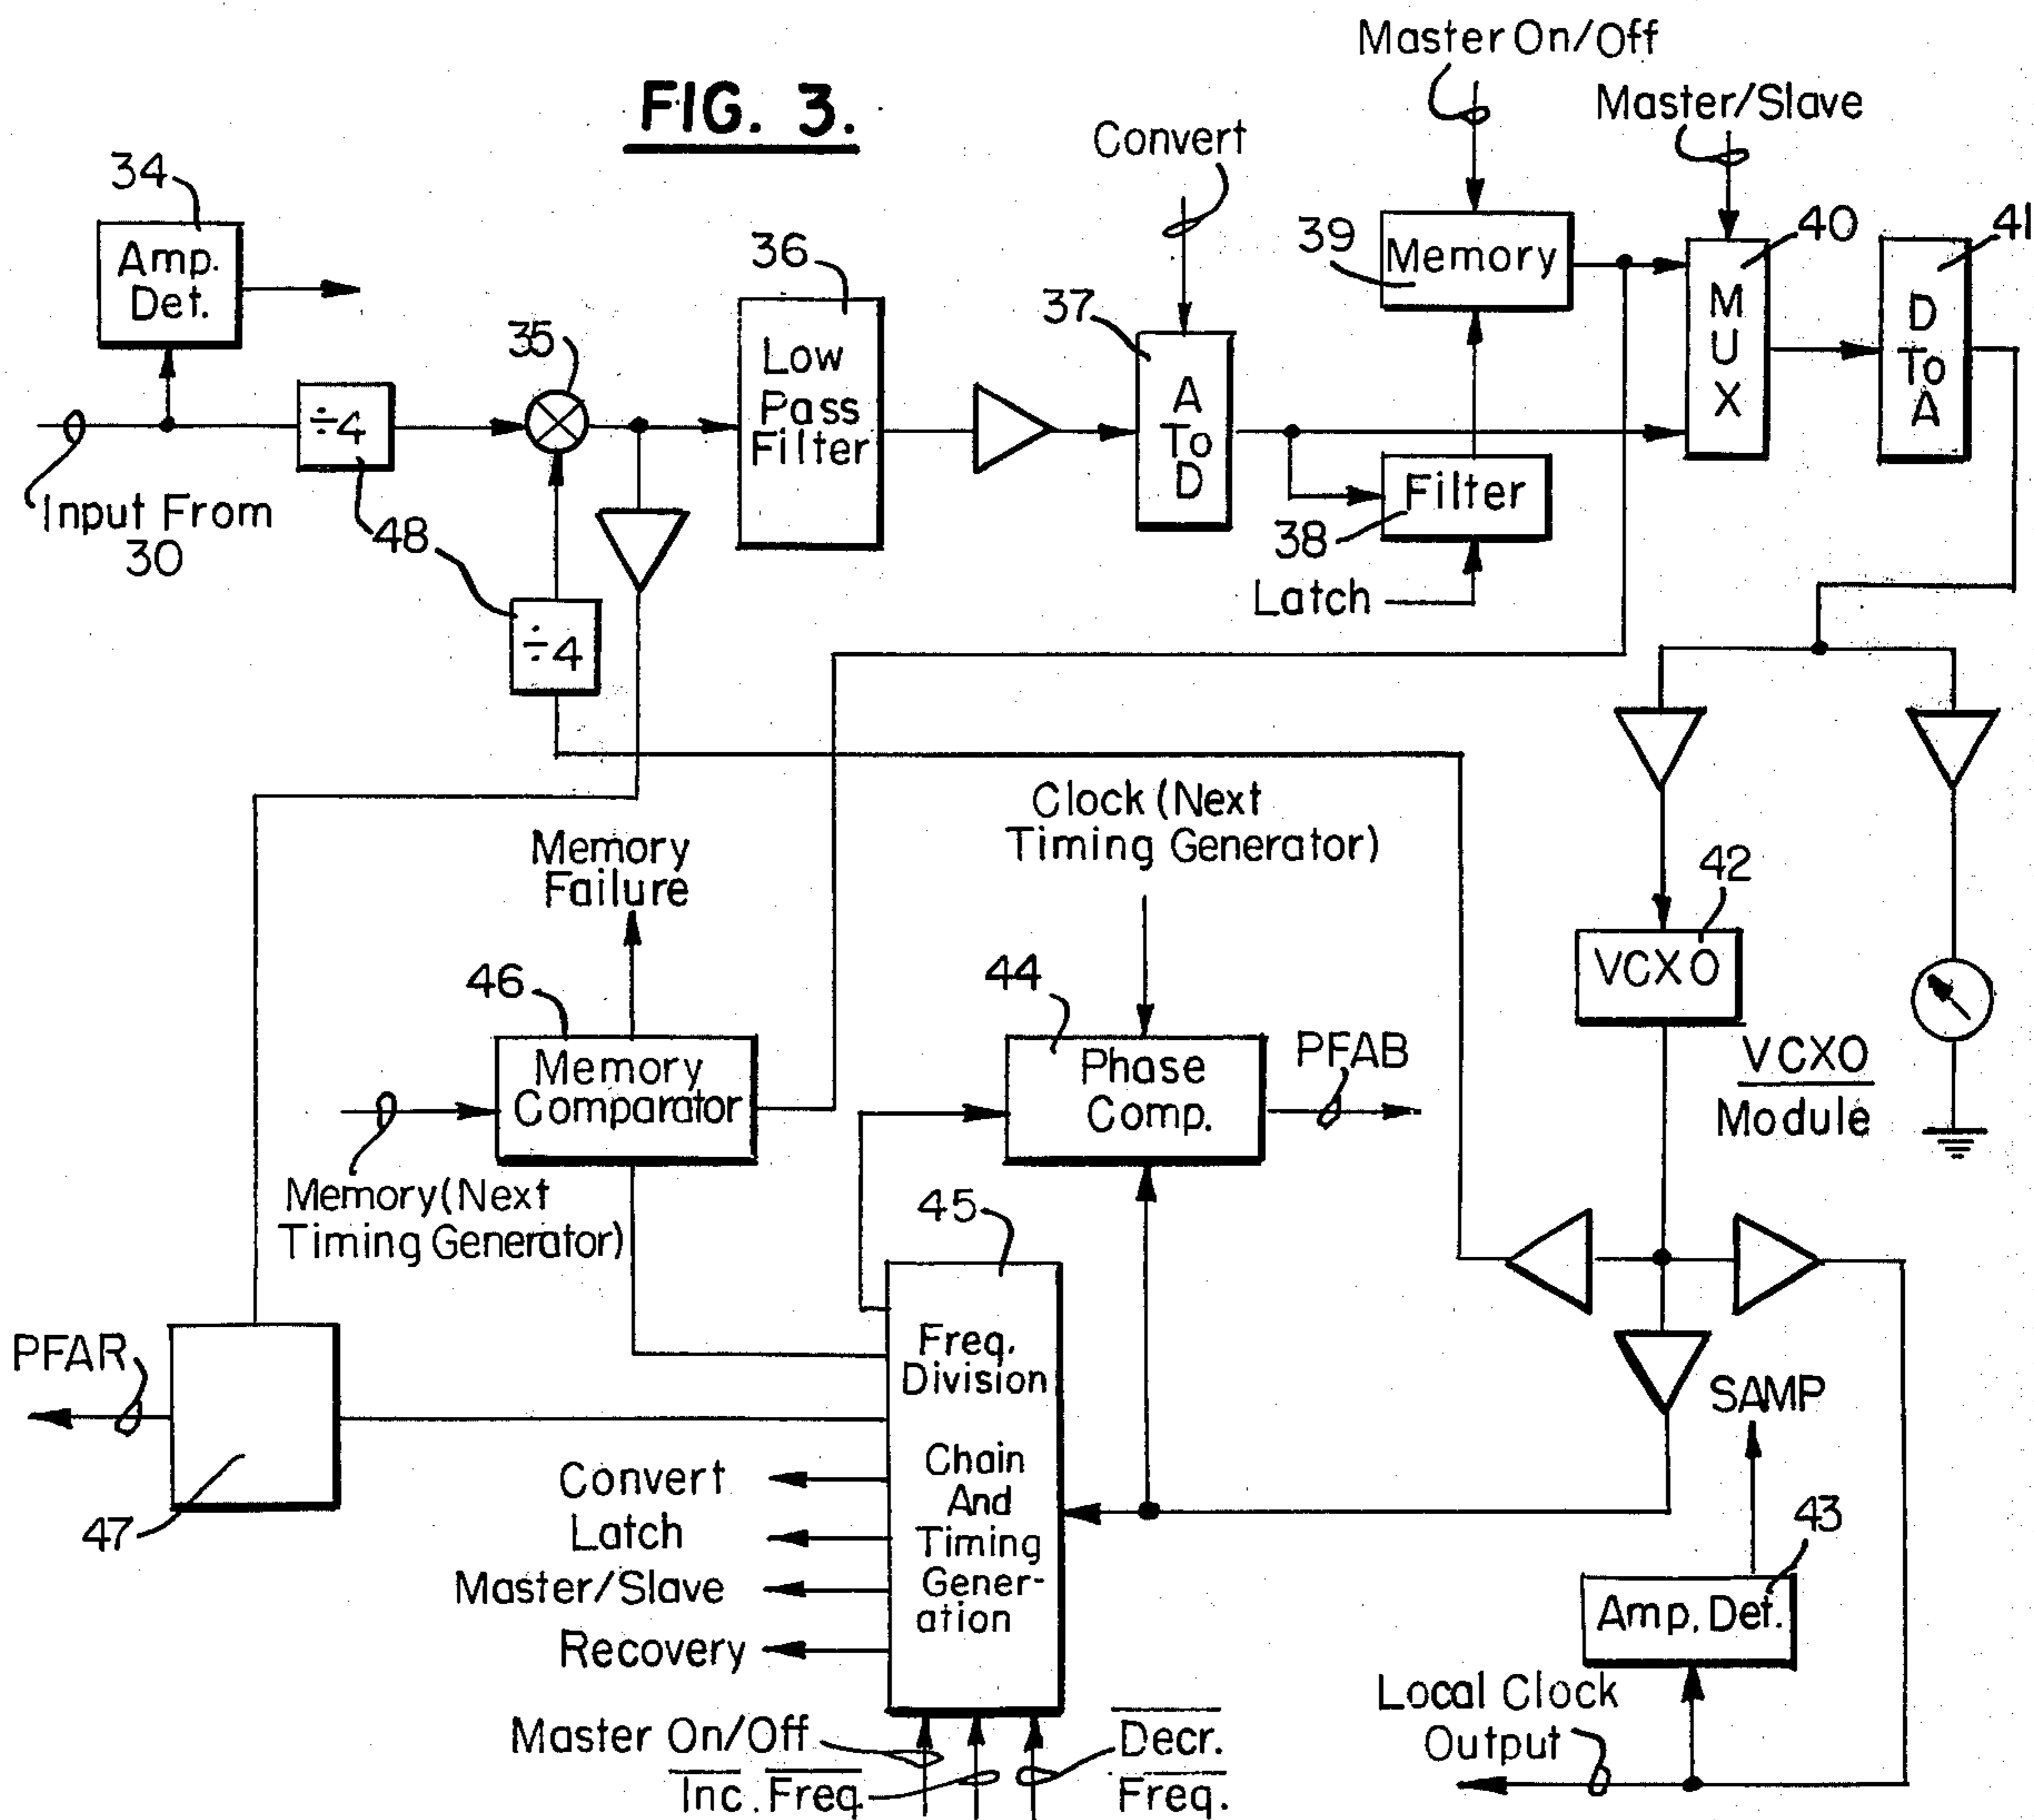 FIG. 3.
Master On/Off
Master/Slave
Convert
34
Amp.
Det.
36
Low
Pass
Filter
35
37
A
To
D
39
Memory
40
M
U
X
41
D
To
A
÷4
Input From
30
48
÷4
38
Filter
Latch
Clock (Next
Timing Generator)
Memory
Failure
42
VCXO
VCXO
Module
46
Memory
Comparator
44
Phase
Comp.
PFAB
Memory (Next
Timing Generator)
45
Freq.
Division
Chain
And
Timing
Gener-
ation
PFAR
47
Convert
Latch
Master/Slave
Recovery
SAMP
43
Amp. Det.
Local Clock
Output
Master On/Off
Inc. Freq.
Decr.
Freq.